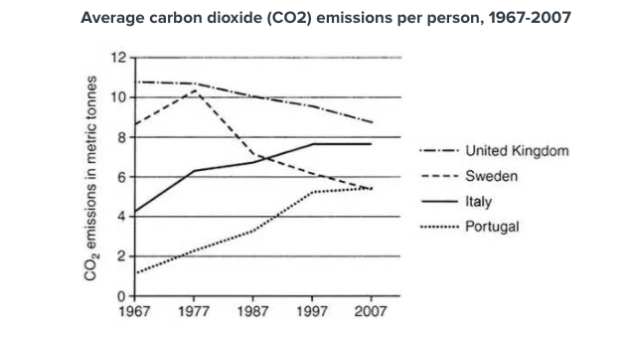 Average carbon dioxide (CO2) emissions per person, 1967-2007
CO₂ emissions in metric tonnes
12
10
8
6
4
2
0
1967 1977 1987 1997 2007
United Kingdom
Sweden
Italy
Portugal